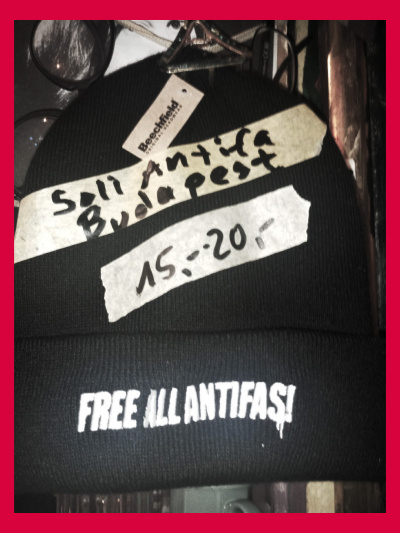 Beechfield
Soli Antifa
Budapest
15,-20,-
FREE ALL ANTIFAS!